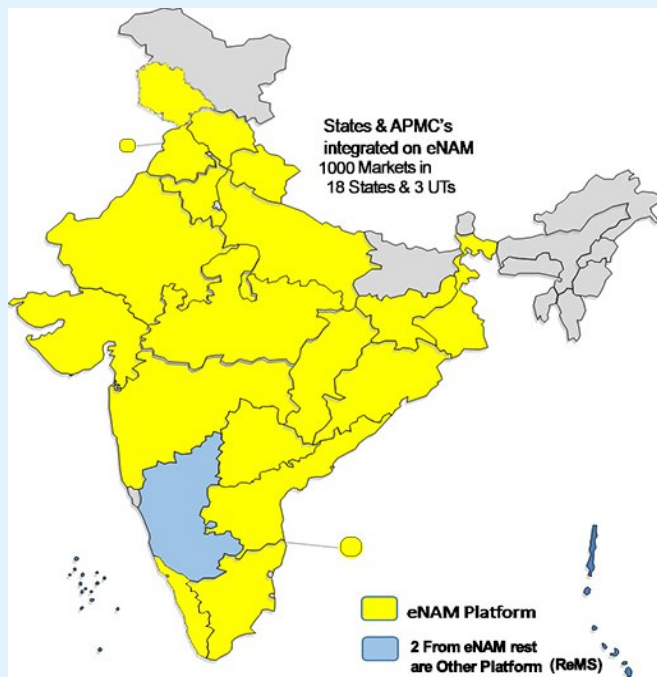 States & APMC's
integrated on eNAM
1000 Markets in
18 States & 3 UTs
eNAM Platform
2 From eNAM rest
are Other Platform (ReMS)